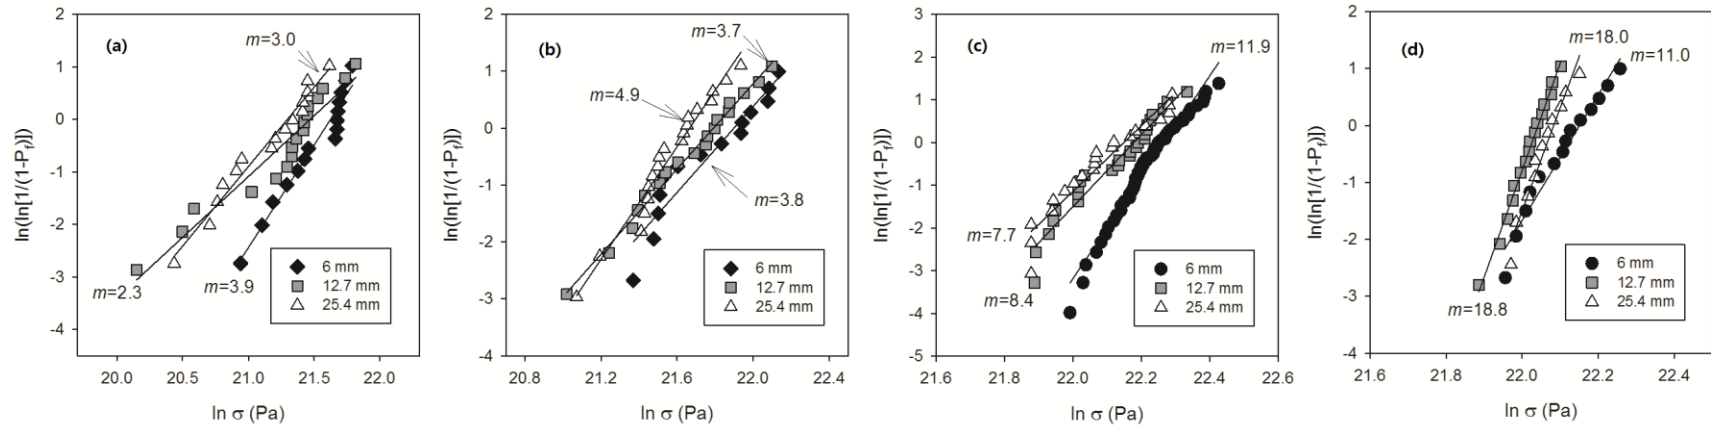 (a)
m=3.0
m=2.3
m=3.9
6 mm
12.7 mm
25.4 mm
2
1
0
-1
-2
-3
-4
20.0 20.5 21.0 21.5 22.0
ln(ln[1/(1-Pf)])
ln σ (Pa)
(b)
m=3.7
m=4.9
m=3.8
6 mm
12.7 mm
25.4 mm
2
1
0
-1
-2
-3
-4
20.8 21.2 21.6 22.0 22.4
ln(ln[1/(1-Pf)])
ln σ (Pa)
(c)
m=11.9
m=7.7
m=8.4
6 mm
12.7 mm
25.4 mm
3
2
1
0
-1
-2
-3
-4
-5
21.6 21.8 22.0 22.2 22.4 22.6
ln(ln[1/(1-Pf)])
ln σ (Pa)
(d)
m=18.0
m=11.0
m=18.8
6 mm
12.7 mm
25.4 mm
2
1
0
-1
-2
-3
-4
21.6 21.8 22.0 22.2 22.4
ln(ln[1/(1-Pf)])
ln σ (Pa)